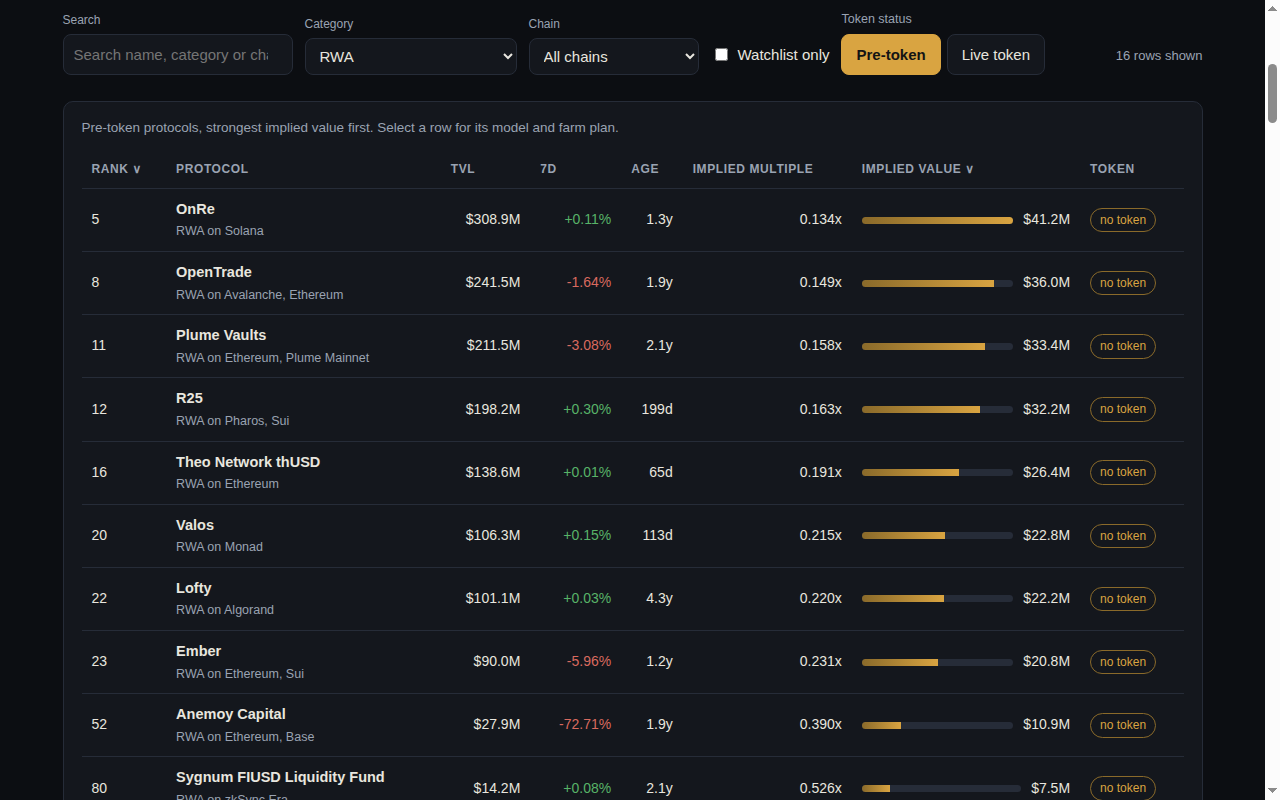 Search
Category
Chain
Token status
Search name, category or cha
RWA
All chains
Watchlist only
Pre-token
Live token
16 rows shown
Pre-token protocols, strongest implied value first. Select a row for its model and farm plan.
RANK ∨ PROTOCOL TVL 7D AGE IMPLIED MULTIPLE IMPLIED VALUE ∨ TOKEN
5 OnRe $308.9M +0.11% 1.3y 0.134x $41.2M no token
RWA on Solana
8 OpenTrade $241.5M -1.64% 1.9y 0.149x $36.0M no token
RWA on Avalanche, Ethereum
11 Plume Vaults $211.5M -3.08% 2.1y 0.158x $33.4M no token
RWA on Ethereum, Plume Mainnet
12 R25 $198.2M +0.30% 199d 0.163x $32.2M no token
RWA on Pharos, Sui
16 Theo Network thUSD $138.6M +0.01% 65d 0.191x $26.4M no token
RWA on Ethereum
20 Valos $106.3M +0.15% 113d 0.215x $22.8M no token
RWA on Monad
22 Lofty $101.1M +0.03% 4.3y 0.220x $22.2M no token
RWA on Algorand
23 Ember $90.0M -5.96% 1.2y 0.231x $20.8M no token
RWA on Ethereum, Sui
52 Anemoy Capital $27.9M -72.71% 1.9y 0.390x $10.9M no token
RWA on Ethereum, Base
80 Sygnum FIUSD Liquidity Fund $14.2M +0.08% 2.1y 0.526x $7.5M no token
RWA on zkSync Era